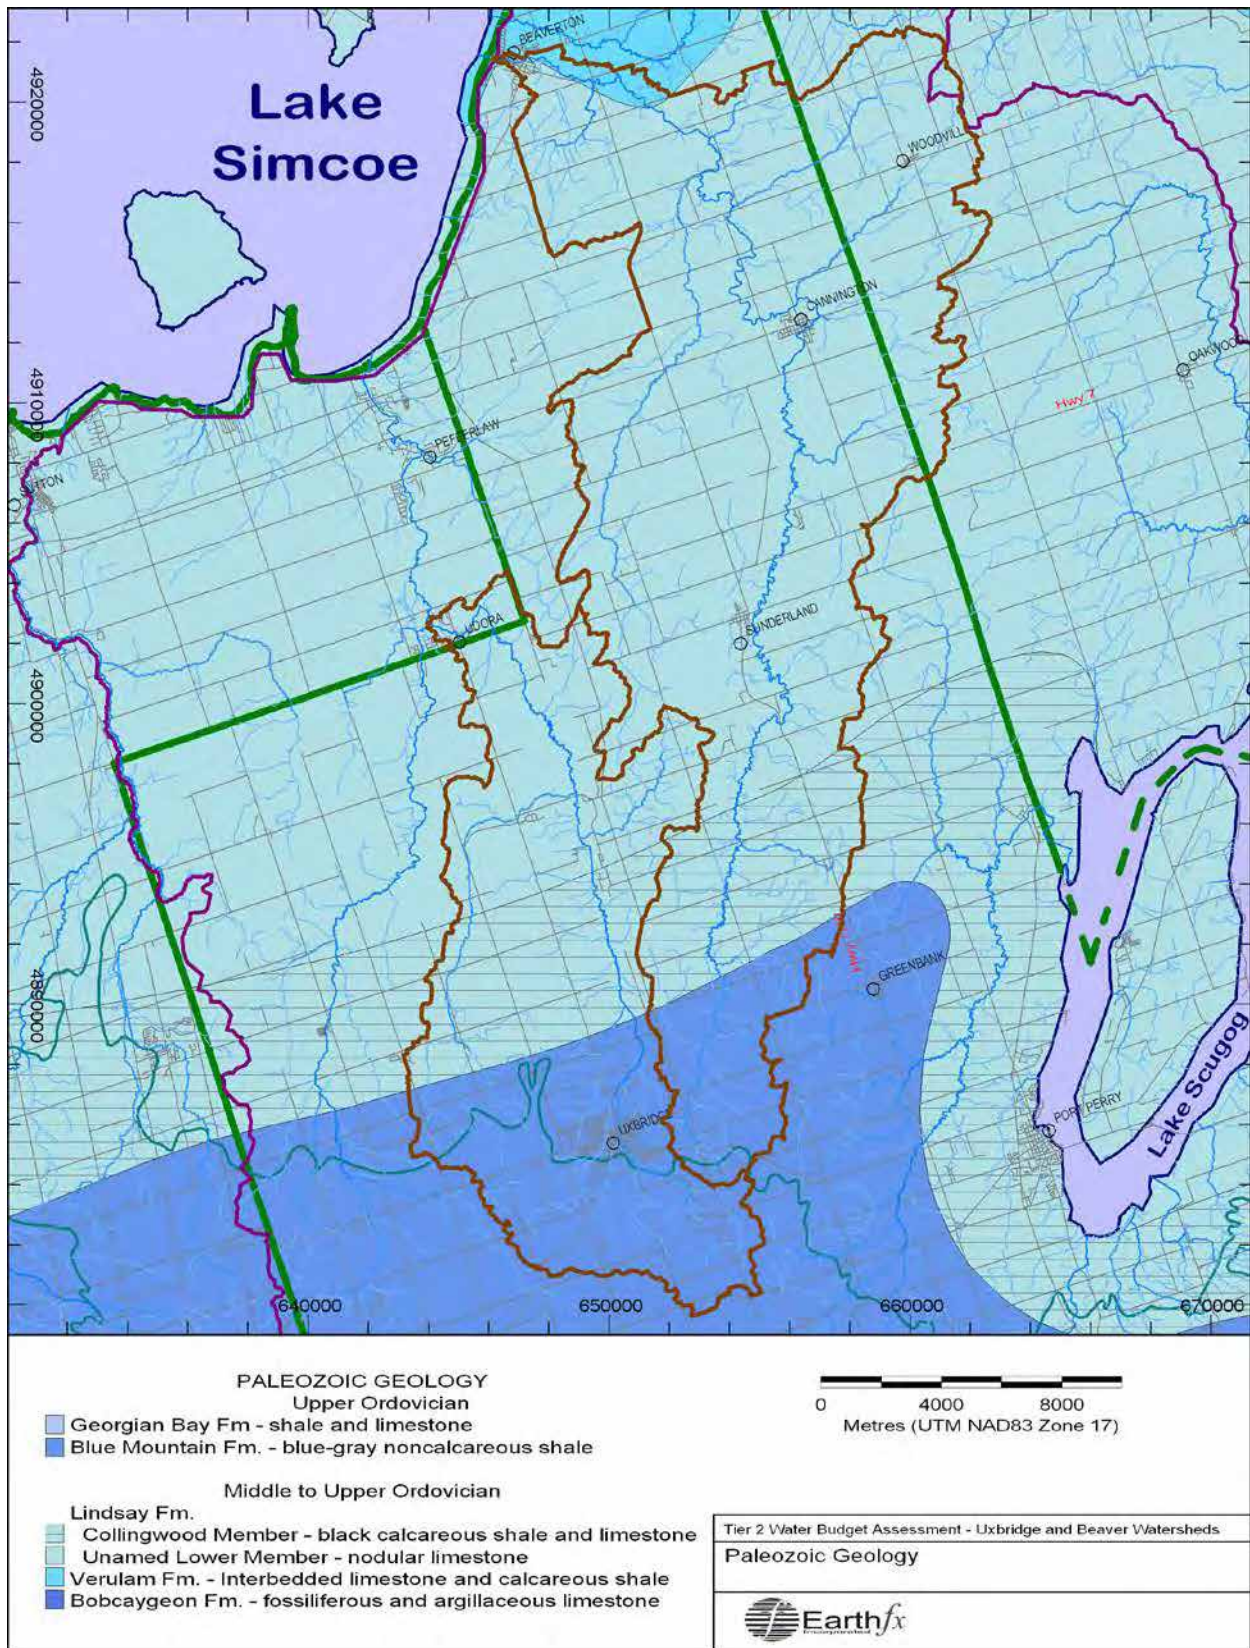 BEAVERTON
4920000
Lake
Simcoe
CANNINGTON
OAKWOOD
Hwy 7
4910000
PEFFERLAW
UDORA
SUNDERLAND
4900000
GREENBANK
4890000
Lake Scugog
PORT PERRY
UXBRIDGE
640000
650000
660000
670000
PALEOZOIC GEOLOGY
Upper Ordovician
Georgian Bay Fm - shale and limestone
Blue Mountain Fm. - blue-gray noncalcareous shale
0 4000 8000
Metres (UTM NAD83 Zone 17)
Middle to Upper Ordovician
Lindsay Fm.
Collingwood Member - black calcareous shale and limestone
Unamed Lower Member - nodular limestone
Verulam Fm. - Interbedded limestone and calcareous shale
Bobcaygeon Fm. - fossiliferous and argillaceous limestone
Tier 2 Water Budget Assessment - Uxbridge and Beaver Watersheds
Paleozoic Geology
Earthfx
Incorporated